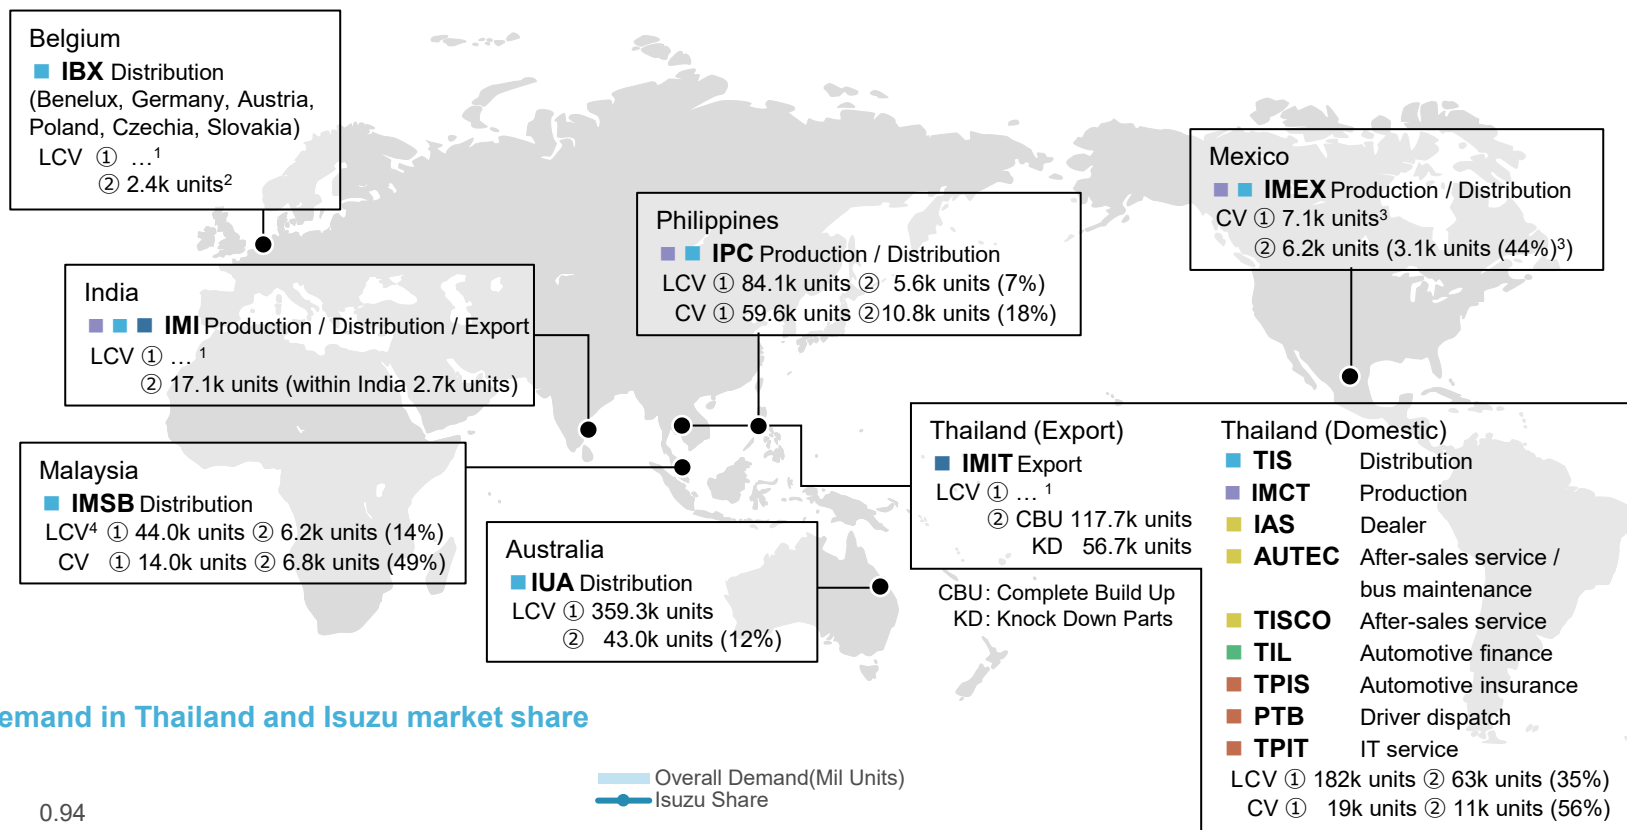 Belgium
IBX Distribution
(Benelux, Germany, Austria,
Poland, Czechia, Slovakia)
LCV ① …¹
② 2.4k units²
India
IMI Production / Distribution / Export
LCV ① … ¹
② 17.1k units (within India 2.7k units)
Malaysia
IMSB Distribution
LCV⁴ ① 44.0k units ② 6.2k units (14%)
CV ① 14.0k units ② 6.8k units (49%)
Philippines
IPC Production / Distribution
LCV ① 84.1k units ② 5.6k units (7%)
CV ① 59.6k units ②10.8k units (18%)
Australia
IUA Distribution
LCV ① 359.3k units
② 43.0k units (12%)
Mexico
IMEX Production / Distribution
CV ① 7.1k units³
② 6.2k units (3.1k units (44%)³)
Thailand (Export)
IMIT Export
LCV ① … ¹
② CBU 117.7k units
KD 56.7k units
CBU: Complete Build Up
KD: Knock Down Parts
Thailand (Domestic)
TIS Distribution
IMCT Production
IAS Dealer
AUTEC After-sales service /
bus maintenance
TISCO After-sales service
TIL Automotive finance
TPIS Automotive insurance
PTB Driver dispatch
TPIT IT service
LCV ① 182k units ② 63k units (35%)
CV ① 19k units ② 11k units (56%)
emand in Thailand and Isuzu market share
Overall Demand(Mil Units)
Isuzu Share
0.94